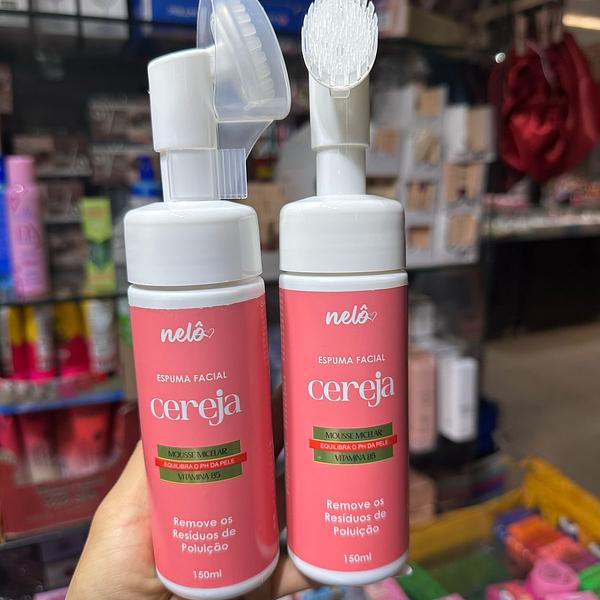 nelô
ESPUMA FACIAL
cereja
MOUSSE MICELAR
EQUILIBRA O PH DA PELE
VITAMINA B5
Remove os
Resíduos de
Poluição
150ml
nelô
ESPUMA FACIAL
cereja
MOUSSE MICELAR
EQUILIBRA O PH DA PELE
VITAMINA B5
Remove os
Resíduos de
Poluição
150ml